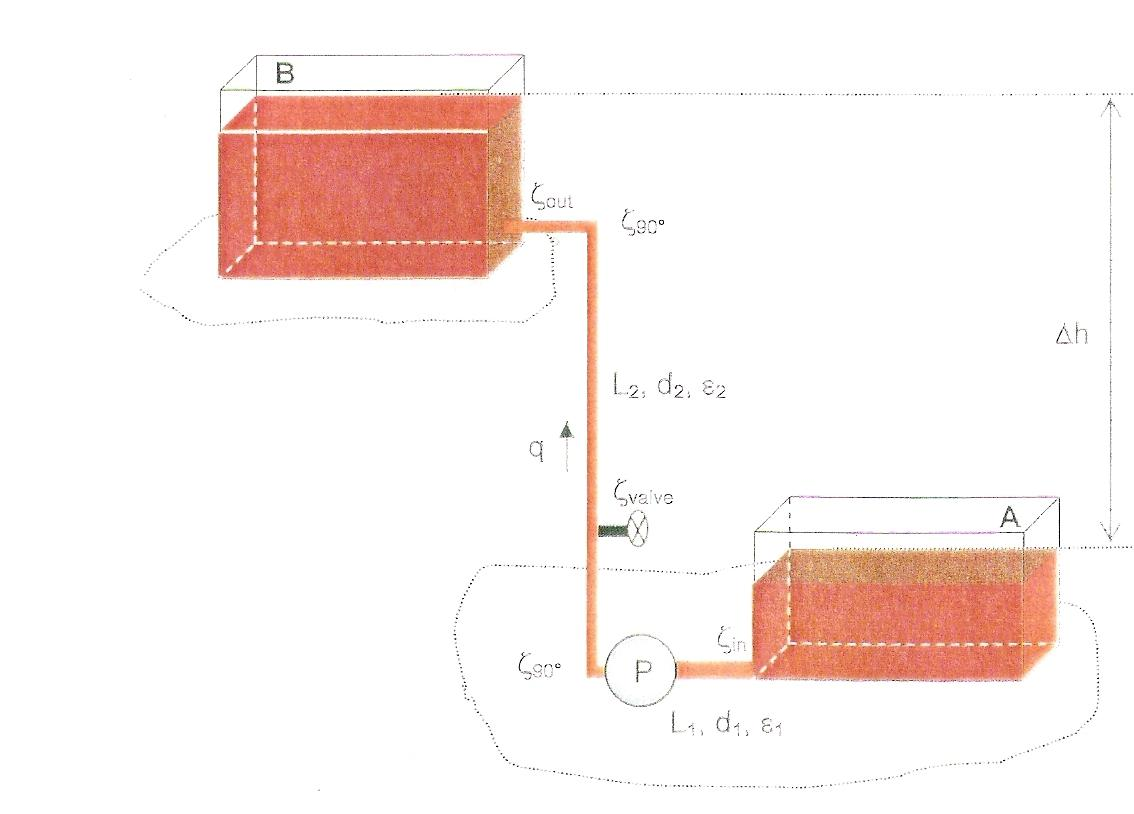 B
ζout
ζ90°
Δh
L2, d2, ε2
q
ζvalve
A
ζin
ζ90°
P
L1, d1, ε1